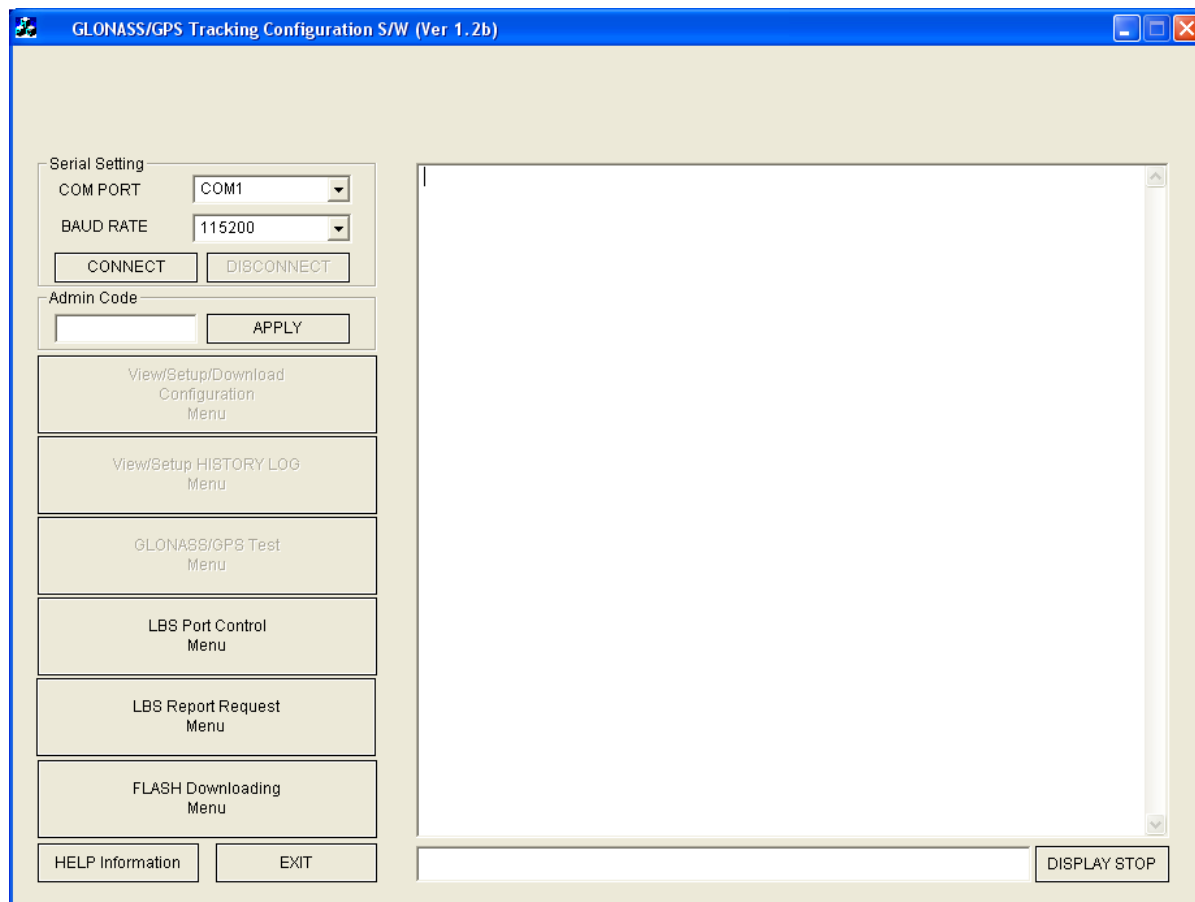 GLONASS/GPS Tracking Configuration S/W (Ver 1.2b)
Serial Setting
COM PORT COM1
BAUD RATE 115200
CONNECT DISCONNECT
Admin Code
APPLY
View/Setup/Download
Configuration
Menu
View/Setup HISTORY LOG
Menu
GLONASS/GPS Test
Menu
LBS Port Control
Menu
LBS Report Request
Menu
FLASH Downloading
Menu
HELP Information EXIT DISPLAY STOP